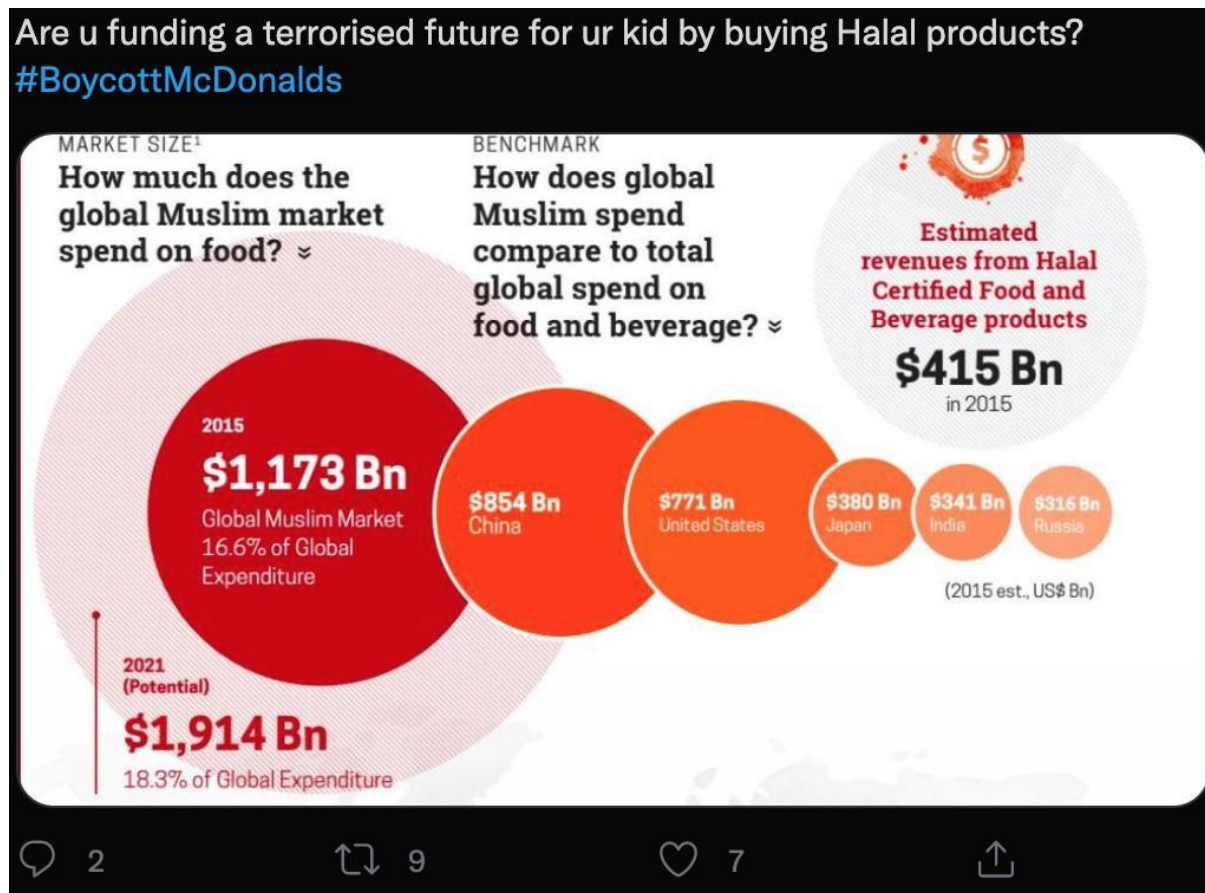 Are u funding a terrorised future for ur kid by buying Halal products?
#BoycottMcDonalds
MARKET SIZE¹
How much does the
global Muslim market
spend on food?
BENCHMARK
How does global
Muslim spend
compare to total
global spend on
food and beverage?
$
Estimated
revenues from Halal
Certified Food and
Beverage products
$415 Bn
in 2015
2015
$1,173 Bn
Global Muslim Market
16.6% of Global
Expenditure
$854 Bn
China
$771 Bn
United States
$380 Bn
Japan
$341 Bn
India
$316 Bn
Russia
(2015 est., US$ Bn)
2021
(Potential)
$1,914 Bn
18.3% of Global Expenditure
2
9
7